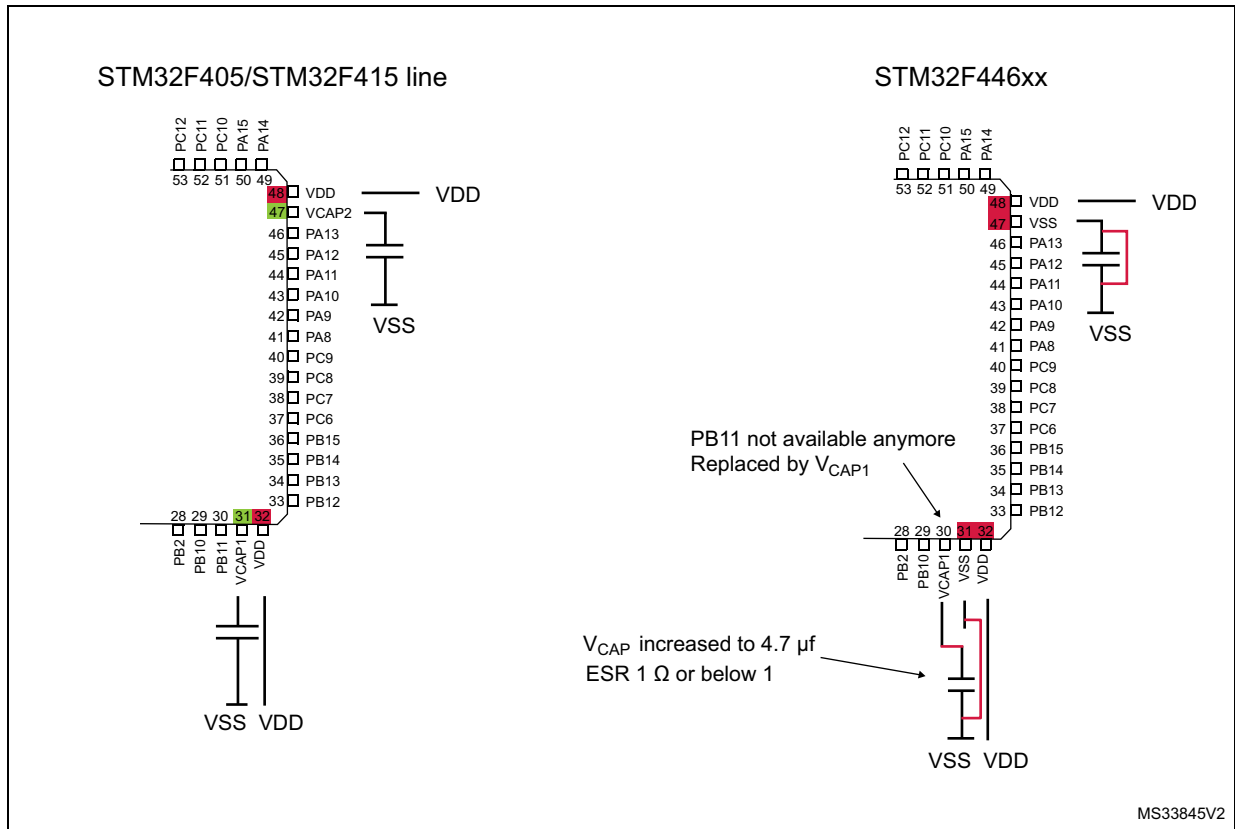 STM32F405/STM32F415 line
PC12
PC11
PC10
PA15
PA14
53 52 51 50 49
48 VDD
VDD
47 VCAP2
46 PA13
45 PA12
44 PA11
43 PA10
42 PA9
VSS
41 PA8
40 PC9
39 PC8
38 PC7
37 PC6
36 PB15
35 PB14
34 PB13
33 PB12
28 29 30 31 32
PB2
PB10
PB11
VCAP1
VDD
VSS VDD
STM32F446xx
PC12
PC11
PC10
PA15
PA14
53 52 51 50 49
48 VDD
VDD
47 VSS
46 PA13
45 PA12
44 PA11
43 PA10
42 PA9
VSS
41 PA8
40 PC9
39 PC8
38 PC7
37 PC6
36 PB15
35 PB14
34 PB13
33 PB12
PB11 not available anymore
Replaced by VCAP1
28 29 30 31 32
PB2
PB10
VCAP1
VSS
VDD
VCAP increased to 4.7 µf
ESR 1 Ω or below 1
VSS VDD
MS33845V2